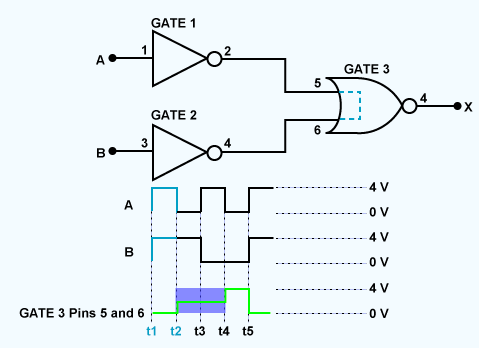 GATE 1
A 1 2
GATE 3
5 4 X
6
GATE 2
B 3 4
A 4 V
0 V
B 4 V
0 V
4 V
GATE 3 Pins 5 and 6 0 V
t1 t2 t3 t4 t5